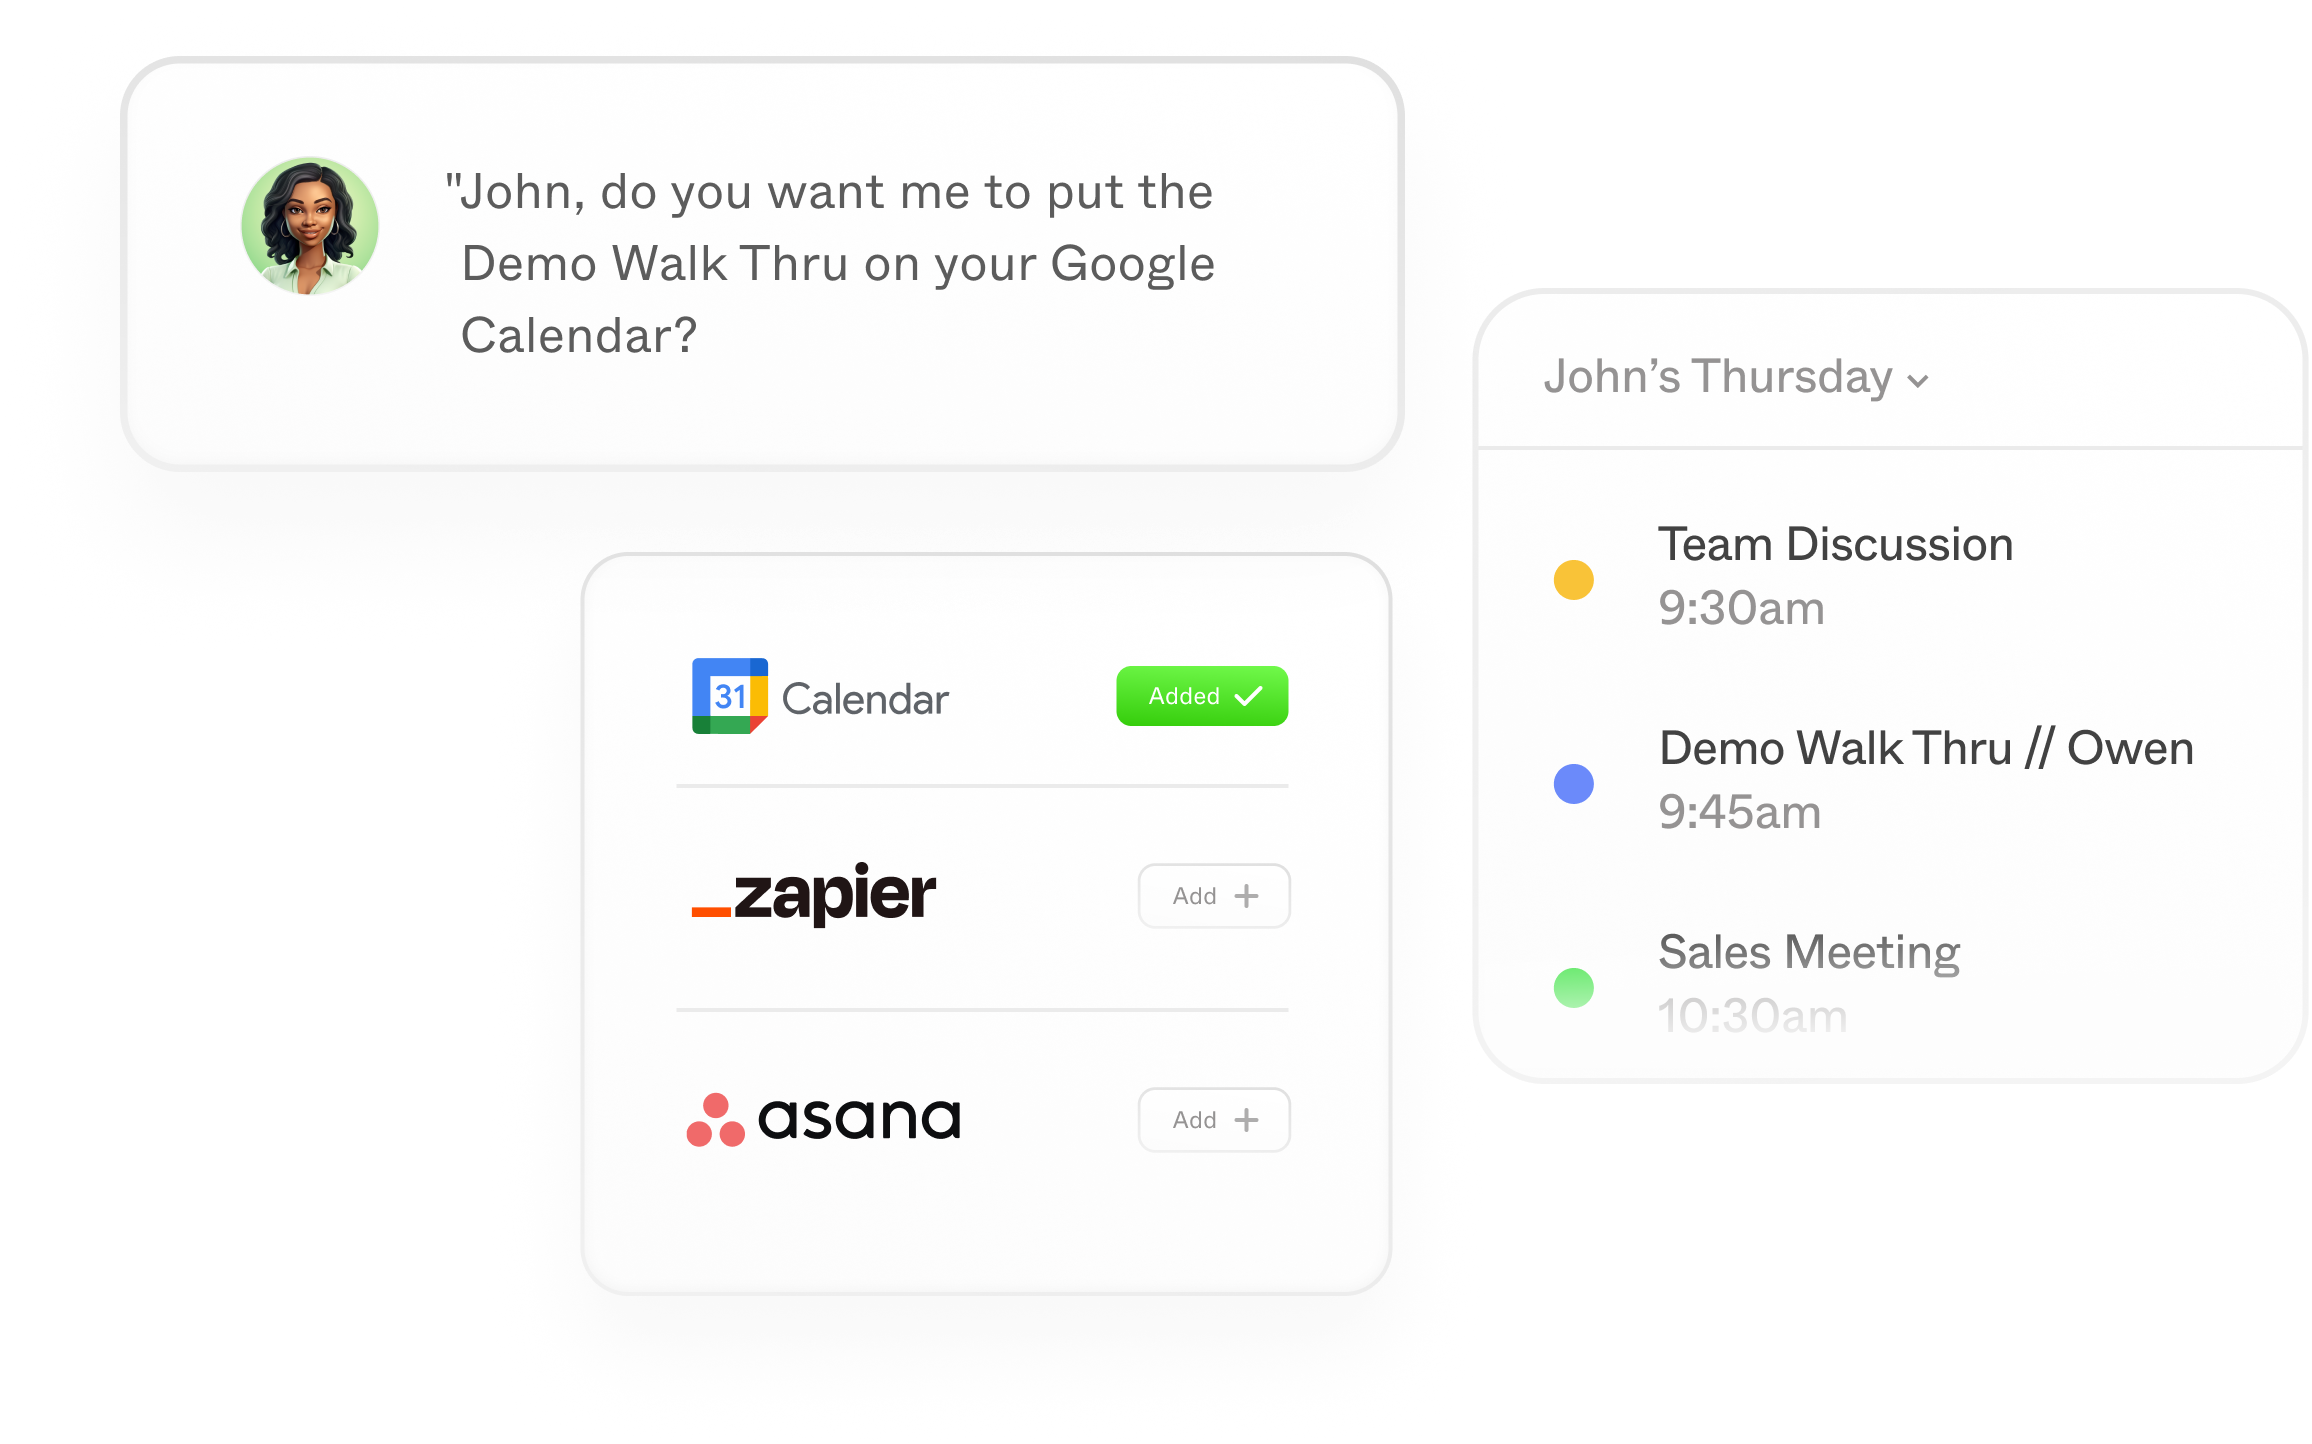 "John, do you want me to put the
Demo Walk Thru on your Google
Calendar?
31 Calendar
Added
zapier
Add
asana
Add
John’s Thursday
Team Discussion
9:30am
Demo Walk Thru // Owen
9:45am
Sales Meeting
10:30am